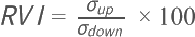 RVI = σup / σdown × 100